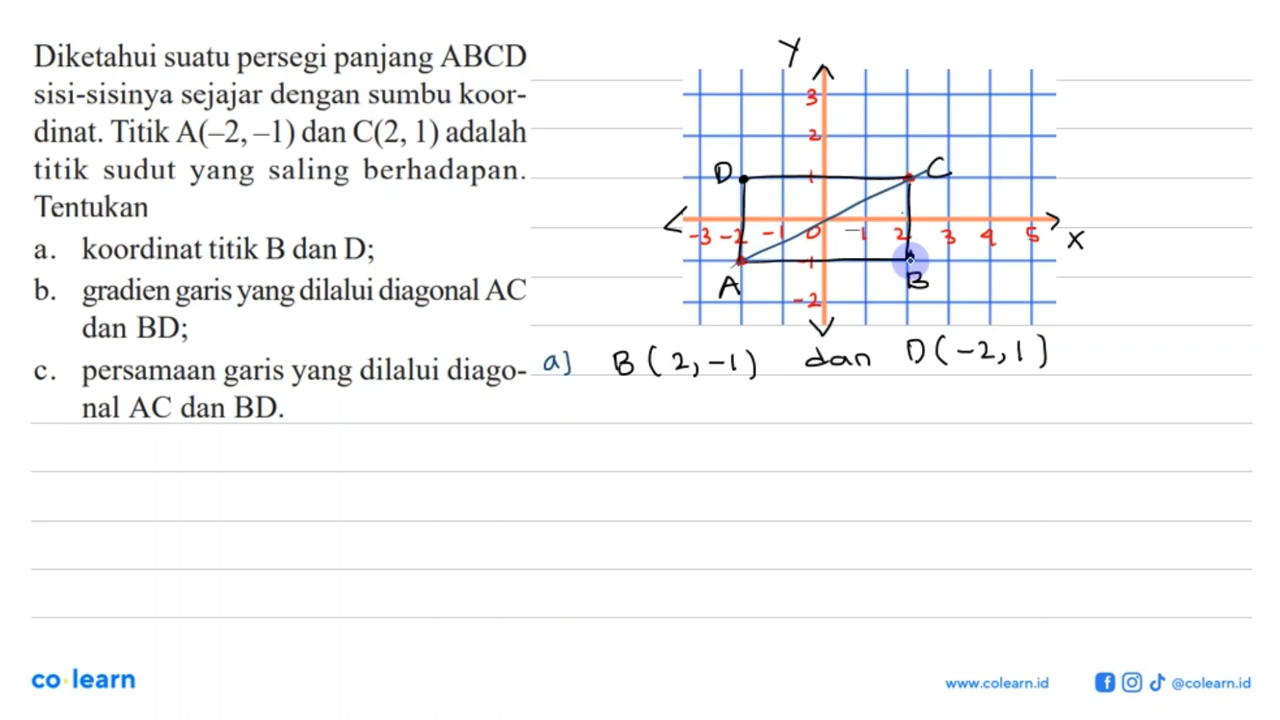 Diketahui suatu persegi panjang ABCD
sisi-sisinya sejajar dengan sumbu koor-
dinat. Titik A(–2, –1) dan C(2, 1) adalah
titik sudut yang saling berhadapan.
Tentukan
a. koordinat titik B dan D;
b. gradien garis yang dilalui diagonal AC
dan BD;
c. persamaan garis yang dilalui diago-
nal AC dan BD.
Y
3
2
D 1 C
-3 -2 -1 0 1 2 3 4 5 X
-1
A B
-2
a] B (2, -1) dan D (-2, 1)
co learn
www.colearn.id @colearn.id